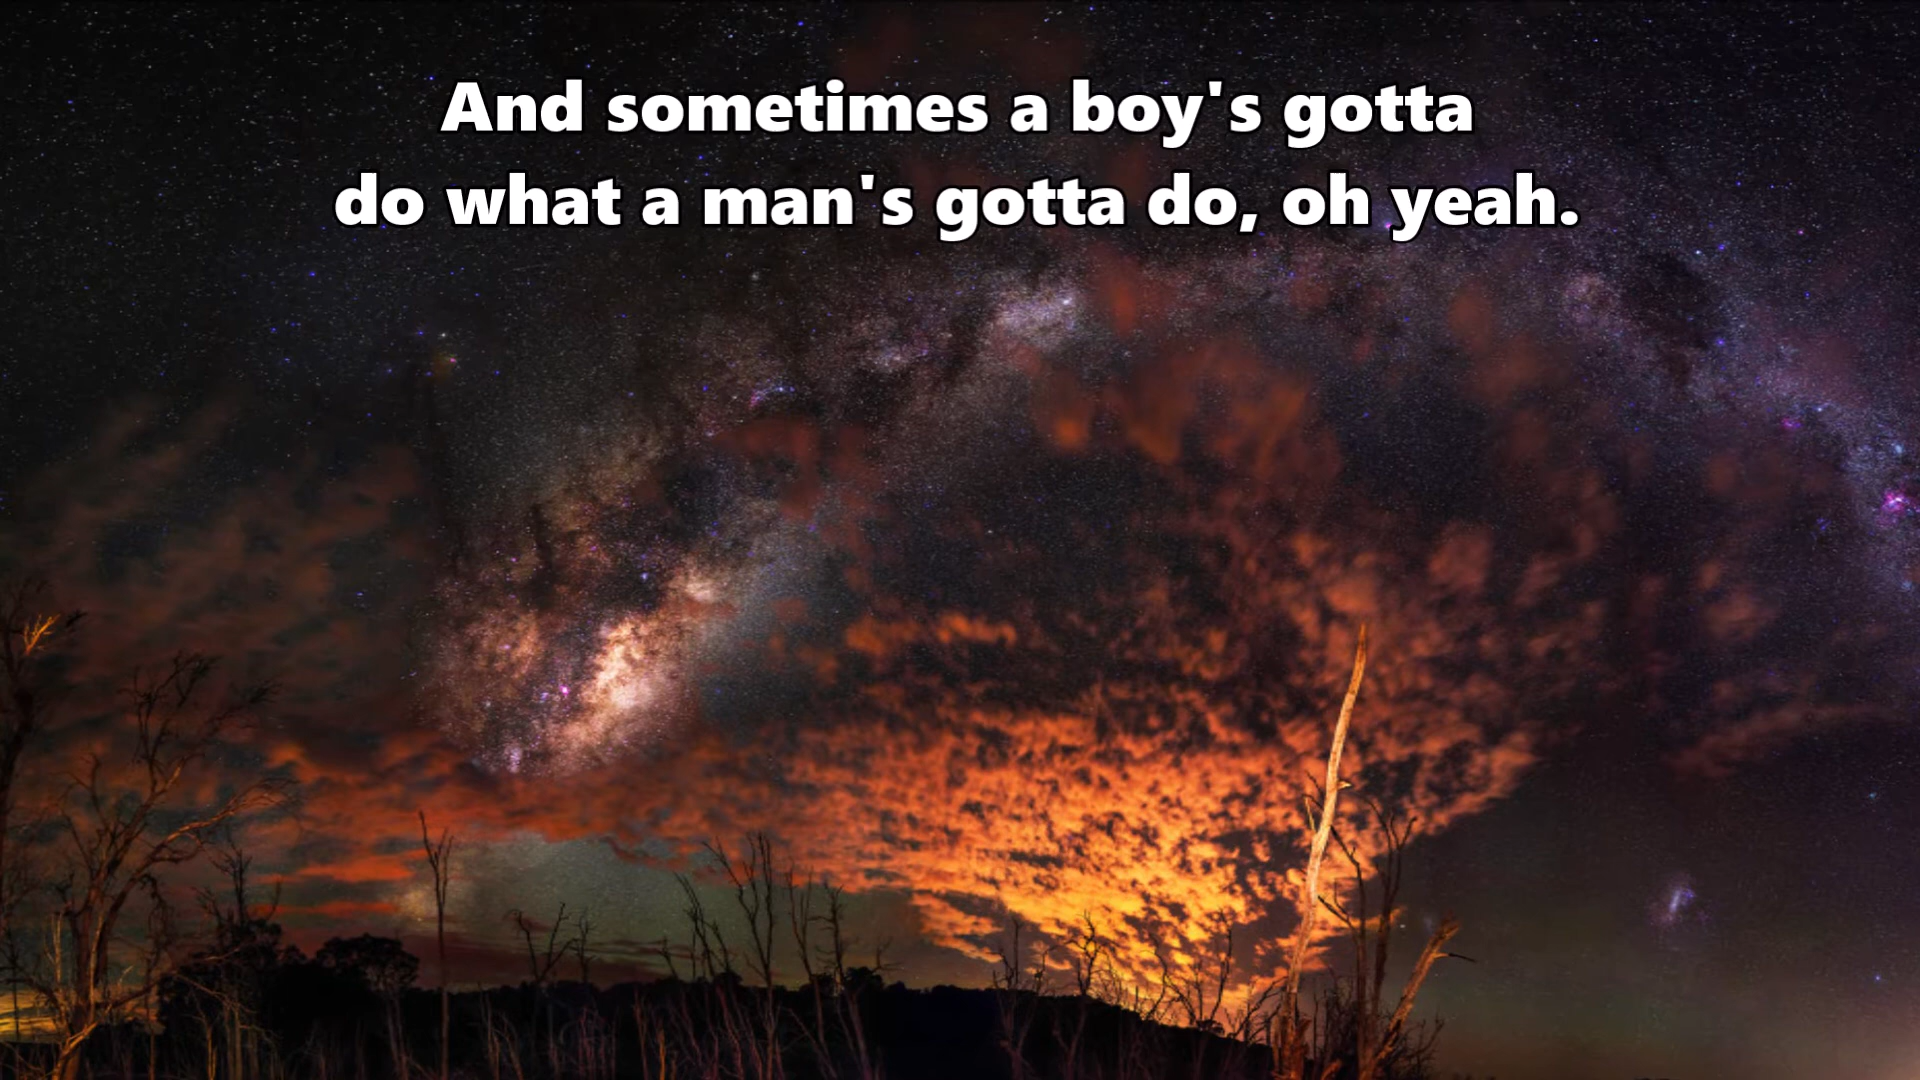 And sometimes a boy's gotta
do what a man's gotta do, oh yeah.